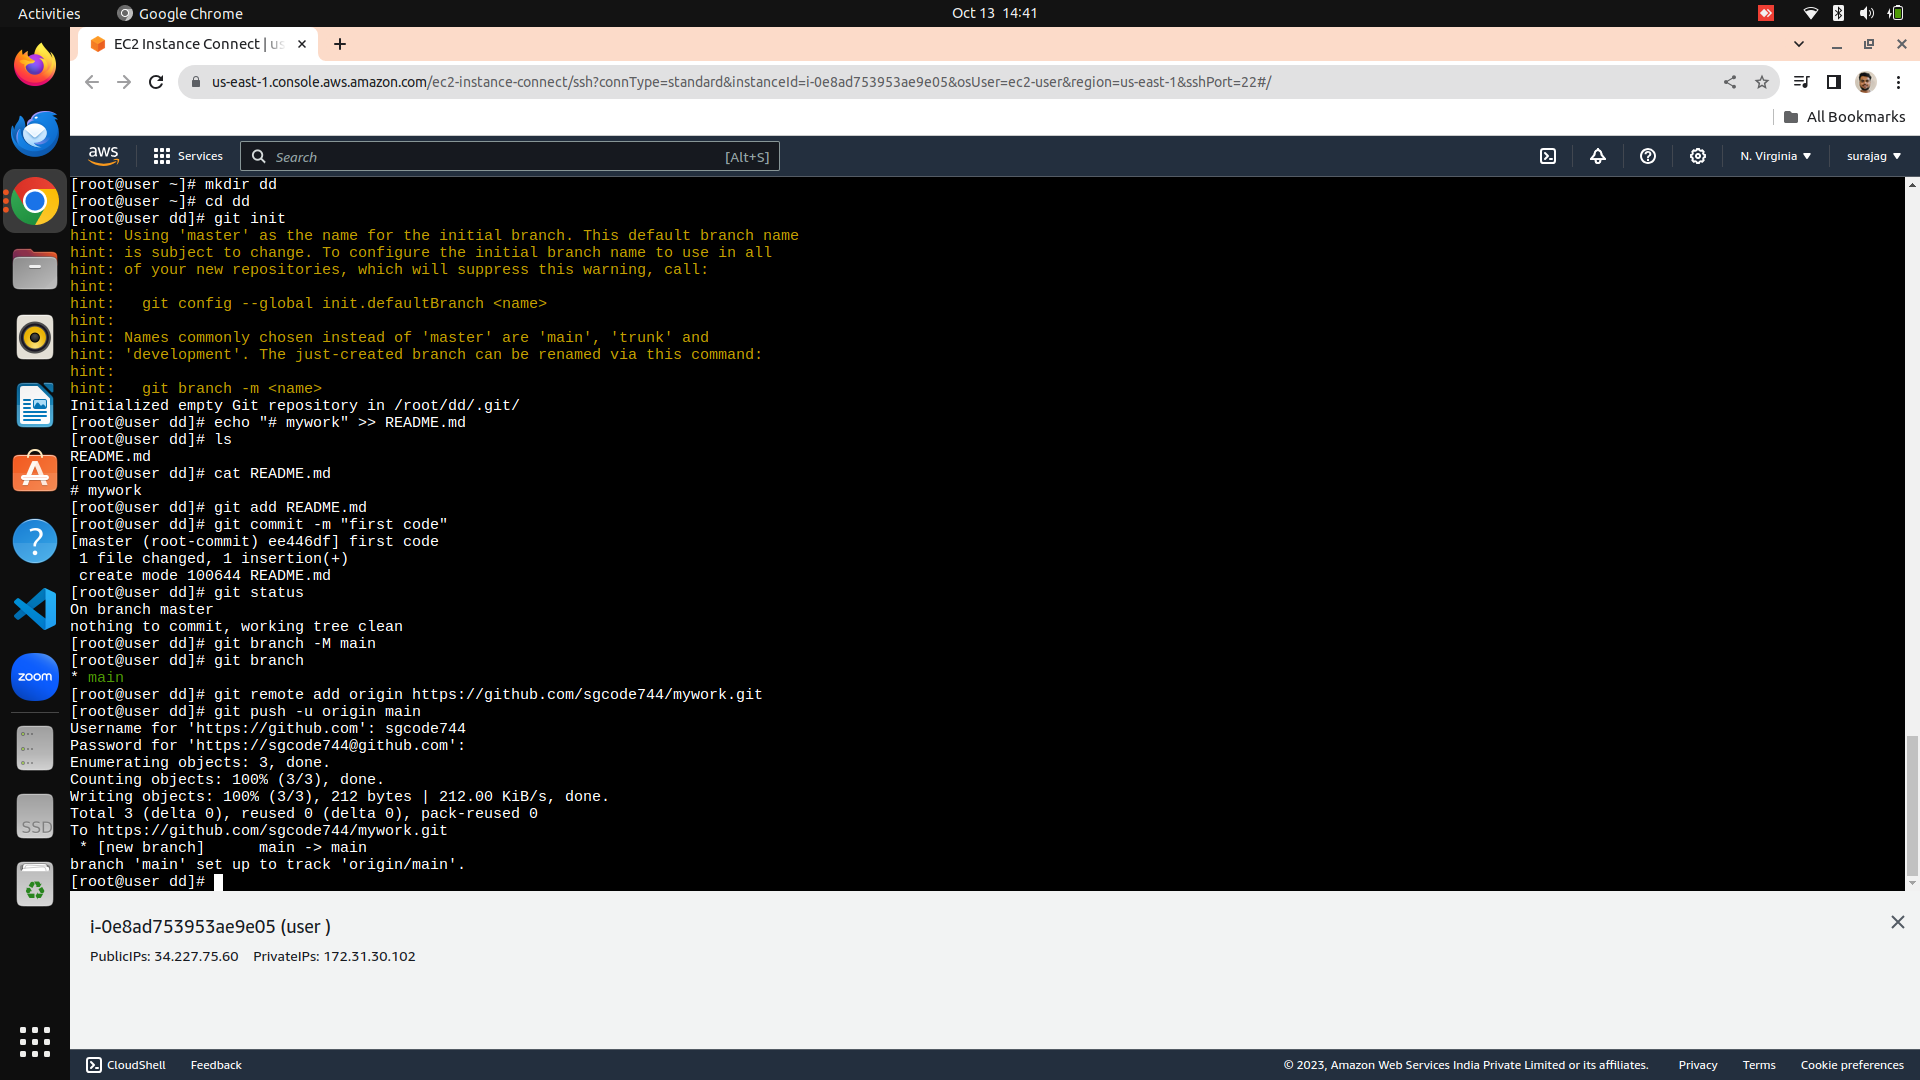 Activities
Google Chrome
Oct 13 14:41
EC2 Instance Connect | us
us-east-1.console.aws.amazon.com/ec2-instance-connect/ssh?connType=standard&instanceId=i-0e8ad753953ae9e05&osUser=ec2-user&region=us-east-1&sshPort=22#/
All Bookmarks
aws
Services
Search
[Alt+S]
N. Virginia
surajag
[root@user ~]# mkdir dd
[root@user ~]# cd dd
[root@user dd]# git init
hint: Using 'master' as the name for the initial branch. This default branch name
hint: is subject to change. To configure the initial branch name to use in all
hint: of your new repositories, which will suppress this warning, call:
hint:
hint:   git config --global init.defaultBranch <name>
hint:
hint: Names commonly chosen instead of 'master' are 'main', 'trunk' and
hint: 'development'. The just-created branch can be renamed via this command:
hint:
hint:   git branch -m <name>
Initialized empty Git repository in /root/dd/.git/
[root@user dd]# echo "# mywork" >> README.md
[root@user dd]# ls
README.md
[root@user dd]# cat README.md
# mywork
[root@user dd]# git add README.md
[root@user dd]# git commit -m "first code"
[master (root-commit) ee446df] first code
 1 file changed, 1 insertion(+)
 create mode 100644 README.md
[root@user dd]# git status
On branch master
nothing to commit, working tree clean
[root@user dd]# git branch -M main
[root@user dd]# git branch
* main
[root@user dd]# git remote add origin https://github.com/sgcode744/mywork.git
[root@user dd]# git push -u origin main
Username for 'https://github.com': sgcode744
Password for 'https://sgcode744@github.com':
Enumerating objects: 3, done.
Counting objects: 100% (3/3), done.
Writing objects: 100% (3/3), 212 bytes | 212.00 KiB/s, done.
Total 3 (delta 0), reused 0 (delta 0), pack-reused 0
To https://github.com/sgcode744/mywork.git
 * [new branch]      main -> main
branch 'main' set up to track 'origin/main'.
[root@user dd]#
zoom
SSD
i-0e8ad753953ae9e05 (user )
PublicIPs: 34.227.75.60    PrivateIPs: 172.31.30.102
CloudShell
Feedback
© 2023, Amazon Web Services India Private Limited or its affiliates.
Privacy
Terms
Cookie preferences